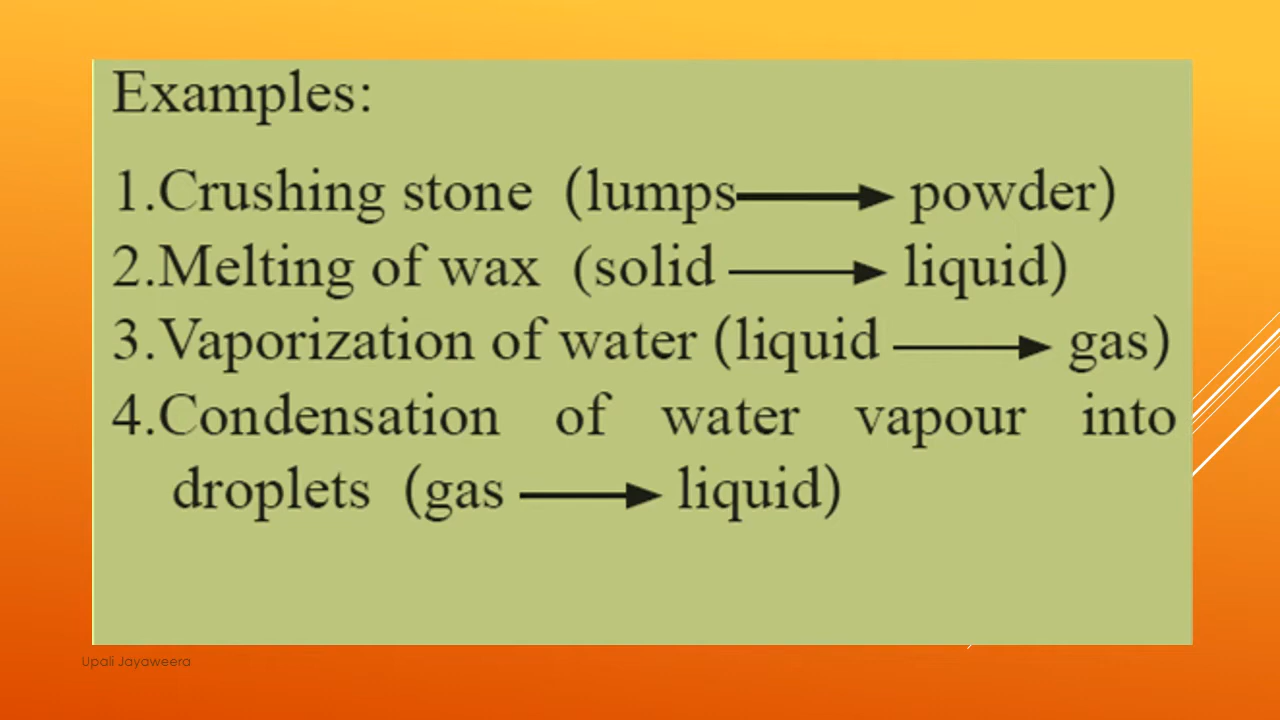 Examples:
1.Crushing stone (lumps⟶ powder)
2.Melting of wax (solid ⟶ liquid)
3.Vaporization of water (liquid ⟶ gas)
4.Condensation of water vapour into
droplets (gas ⟶ liquid)
Upali Jayaweera